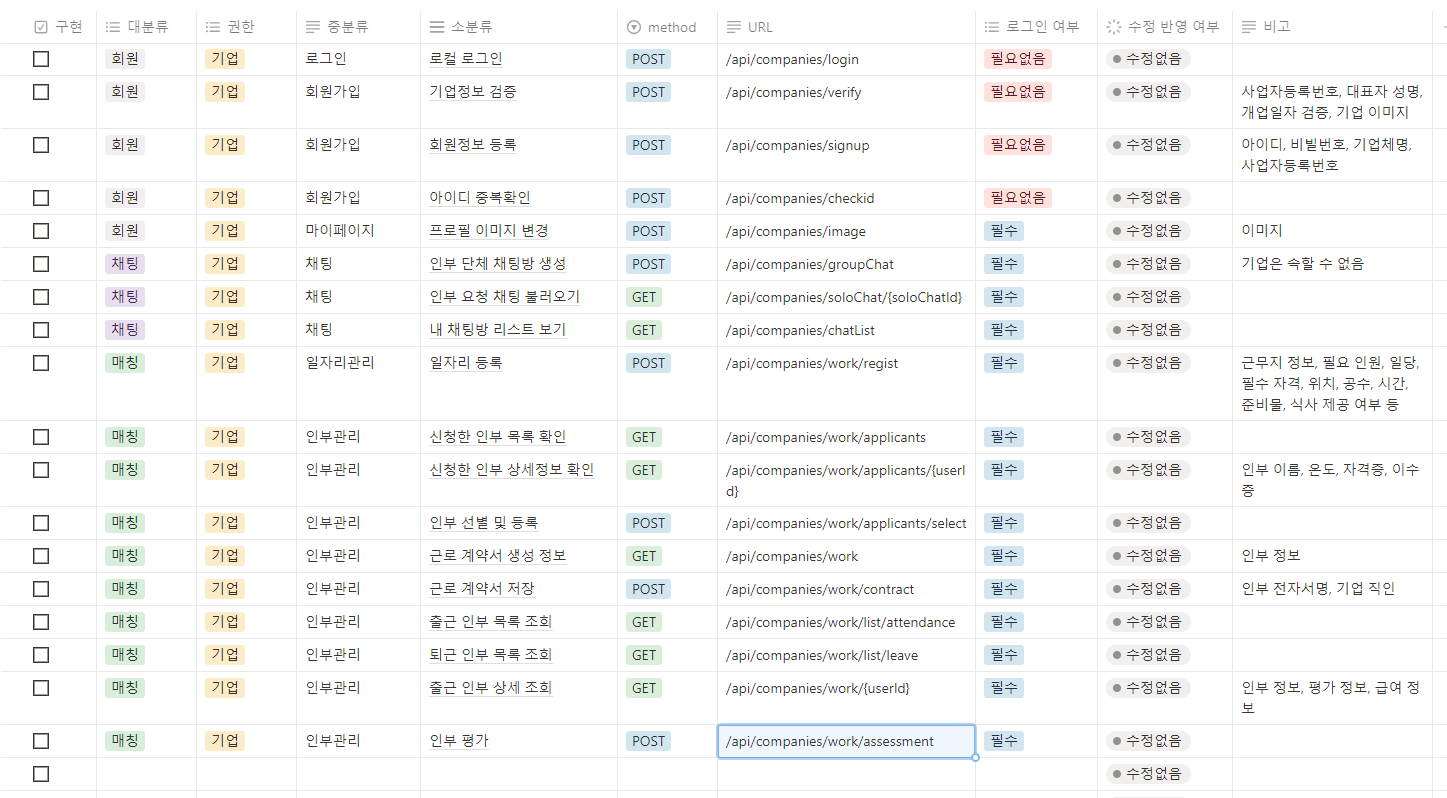 구현 대분류 권한 중분류 소분류 method URL 로그인 여부 수정 반영 여부 비고
회원 기업 로그인 로컬 로그인 POST /api/companies/login 필요없음 수정없음
회원 기업 회원가입 기업정보 검증 POST /api/companies/verify 필요없음 수정없음 사업자등록번호, 대표자 성명,
개업일자 검증, 기업 이미지
회원 기업 회원가입 회원정보 등록 POST /api/companies/signup 필요없음 수정없음 아이디, 비빌번호, 기업체명,
사업자등록번호
회원 기업 회원가입 아이디 중복확인 POST /api/companies/checkid 필요없음 수정없음
회원 기업 마이페이지 프로필 이미지 변경 POST /api/companies/image 필수 수정없음 이미지
채팅 기업 채팅 인부 단체 채팅방 생성 POST /api/companies/groupChat 필수 수정없음 기업은 속할 수 없음
채팅 기업 채팅 인부 요청 채팅 불러오기 GET /api/companies/soloChat/{soloChatId} 필수 수정없음
채팅 기업 채팅 내 채팅방 리스트 보기 GET /api/companies/chatList 필수 수정없음
매칭 기업 일자리관리 일자리 등록 POST /api/companies/work/regist 필수 수정없음 근무지 정보, 필요 인원, 일당,
필수 자격, 위치, 공수, 시간,
준비물, 식사 제공 여부 등
매칭 기업 인부관리 신청한 인부 목록 확인 GET /api/companies/work/applicants 필수 수정없음
매칭 기업 인부관리 신청한 인부 상세정보 확인 GET /api/companies/work/applicants/{userI 필수 수정없음 인부 이름, 온도, 자격증, 이수
d} 증
매칭 기업 인부관리 인부 선별 및 등록 POST /api/companies/work/applicants/select 필수 수정없음
매칭 기업 인부관리 근로 계약서 생성 정보 GET /api/companies/work 필수 수정없음 인부 정보
매칭 기업 인부관리 근로 계약서 저장 POST /api/companies/work/contract 필수 수정없음 인부 전자서명, 기업 직인
매칭 기업 인부관리 출근 인부 목록 조회 GET /api/companies/work/list/attendance 필수 수정없음
매칭 기업 인부관리 퇴근 인부 목록 조회 GET /api/companies/work/list/leave 필수 수정없음
매칭 기업 인부관리 출근 인부 상세 조회 GET /api/companies/work/{userId} 필수 수정없음 인부 정보, 평가 정보, 급여 정
보
매칭 기업 인부관리 인부 평가 POST /api/companies/work/assessment 필수 수정없음
수정없음